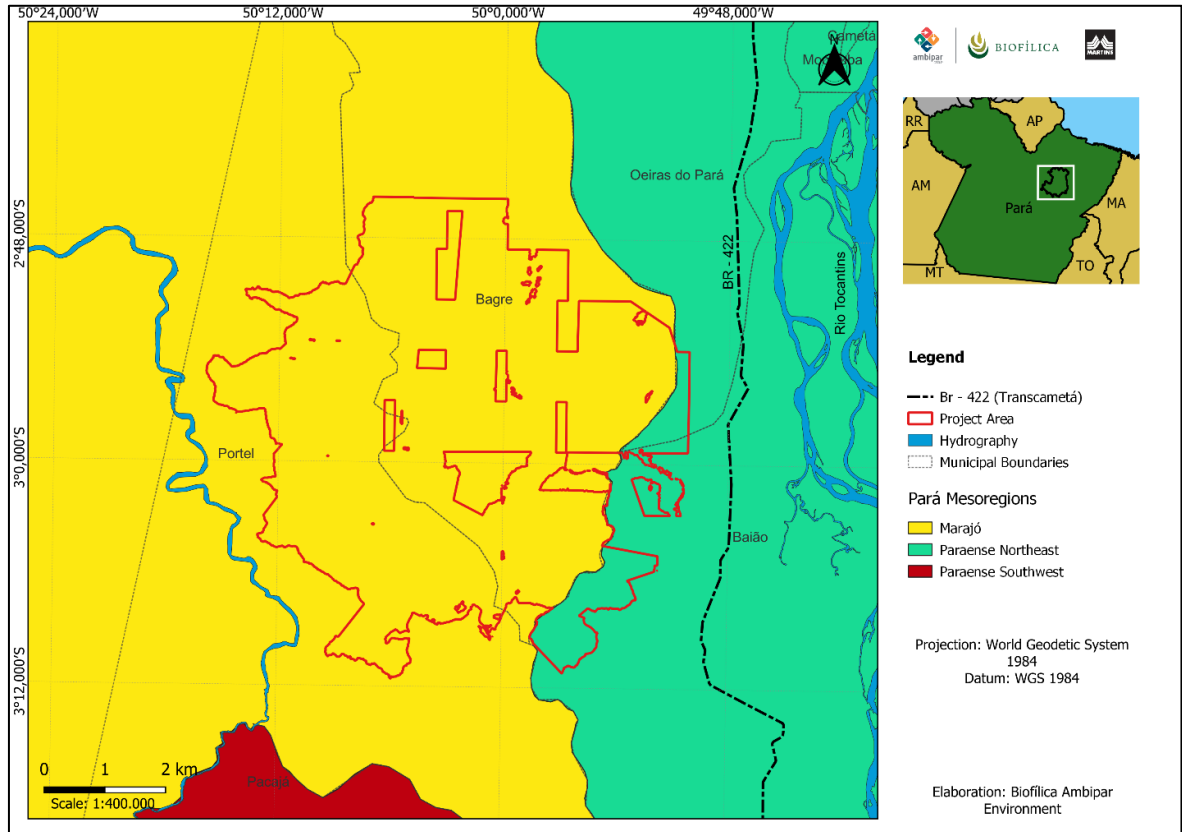 50°24,000'W
50°12,000'W
50°0,000'W
49°48,000'W
2°48,000'S
3°0,000'S
3°12,000'S
Cametá
N
Oeiras do Pará
BR - 422
Rio Tocantins
Bagre
Portel
Baião
Pacajá
0 1 2 km
Scale: 1:400.000
ambipar
BIOFÍLICA
MARTINS
RR
AP
AM
Pará
MA
MT
TO
Legend
Br - 422 (Transcametá)
Project Area
Hydrography
Municipal Boundaries
Pará Mesoregions
Marajó
Paraense Northeast
Paraense Southwest
Projection: World Geodetic System
1984
Datum: WGS 1984
Elaboration: Biofílica Ambipar
Environment